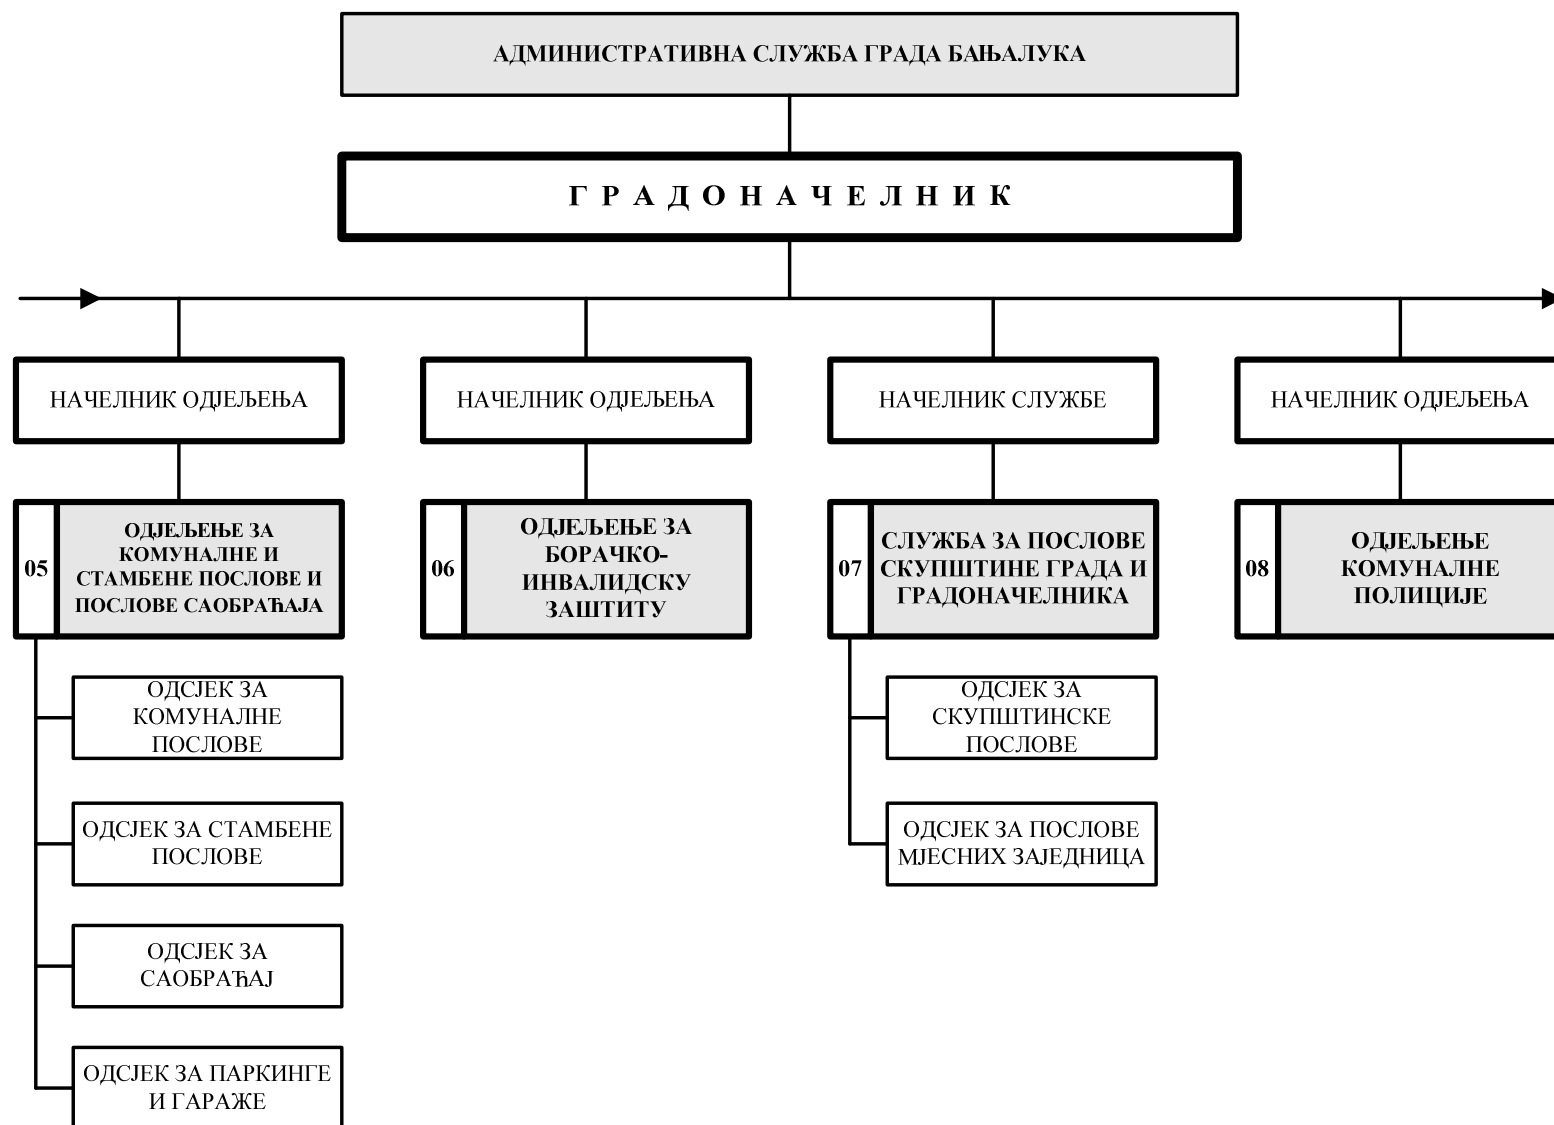 АДМИНИСТРАТИВНА СЛУЖБА ГРАДА БАЊАЛУКА
Г Р А Д О Н А Ч Е Л Н И К
НАЧЕЛНИК ОДЈЕЉЕЊА
НАЧЕЛНИК ОДЈЕЉЕЊА
НАЧЕЛНИК СЛУЖБЕ
НАЧЕЛНИК ОДЈЕЉЕЊА
05
ОДЈЕЉЕЊЕ ЗА
КОМУНАЛНЕ И
СТАМБЕНЕ ПОСЛОВЕ И
ПОСЛОВЕ САОБРАЋАЈА
06
ОДЈЕЉЕЊЕ ЗА
БОРАЧКО-
ИНВАЛИДСКУ
ЗАШТИТУ
07
СЛУЖБА ЗА ПОСЛОВЕ
СКУПШТИНЕ ГРАДА И
ГРАДОНАЧЕЛНИКА
08
ОДЈЕЉЕЊЕ
КОМУНАЛНЕ
ПОЛИЦИЈЕ
ОДСЈЕК ЗА
КОМУНАЛНЕ
ПОСЛОВЕ
ОДСЈЕК ЗА СТАМБЕНЕ
ПОСЛОВЕ
ОДСЈЕК ЗА
САОБРАЋАЈ
ОДСЈЕК ЗА ПАРКИНГЕ
И ГАРАЖЕ
ОДСЈЕК ЗА
СКУПШТИНСКЕ
ПОСЛОВЕ
ОДСЈЕК ЗА ПОСЛОВЕ
МЈЕСНИХ ЗАЈЕДНИЦА